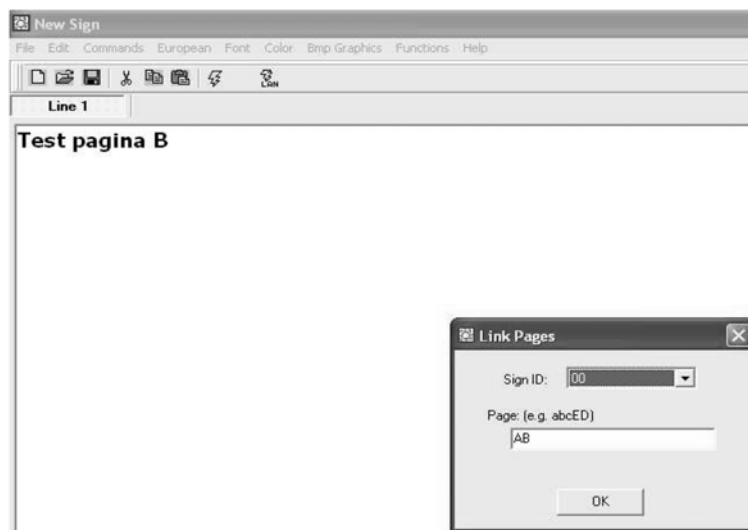 New Sign
File Edit Commands European Font Color Bmp Graphics Functions Help
LAN
Line 1
Test pagina B
Link Pages
Sign ID: 00
Page: (e.g. abcED)
AB
OK